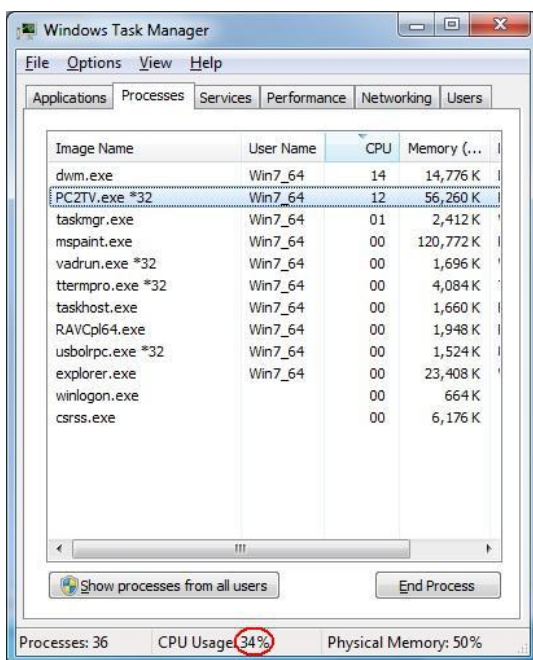 Windows Task Manager
File Options View Help
Applications Processes Services Performance Networking Users
Image Name User Name CPU Memory (...
dwm.exe Win7_64 14 14,776 K
PC2TV.exe *32 Win7_64 12 56,260 K
taskmgr.exe Win7_64 01 2,412 K
mspaint.exe Win7_64 00 120,772 K
vadrun.exe *32 Win7_64 00 1,696 K
ttermpro.exe *32 Win7_64 00 4,084 K
taskhost.exe Win7_64 00 1,660 K
RAVCpl64.exe Win7_64 00 1,948 K
usbolrpc.exe *32 Win7_64 00 1,524 K
explorer.exe Win7_64 00 23,408 K
winlogon.exe 00 664 K
csrss.exe 00 6,176 K
Show processes from all users End Process
Processes: 36 CPU Usage: 34% Physical Memory: 50%